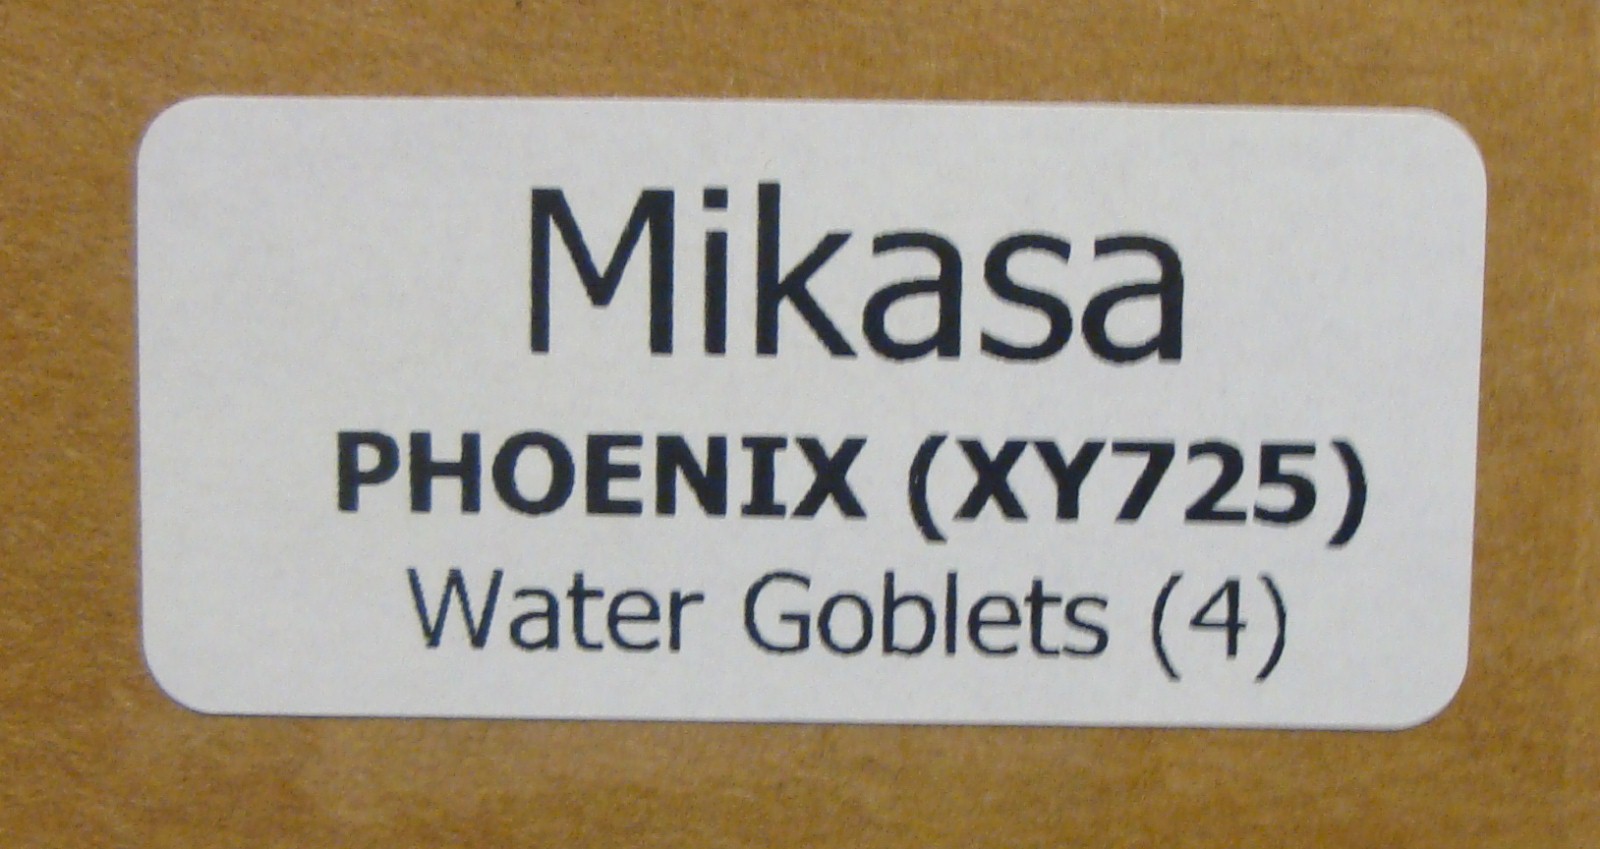 Mikasa
PHOENIX (XY725)
Water Goblets (4)